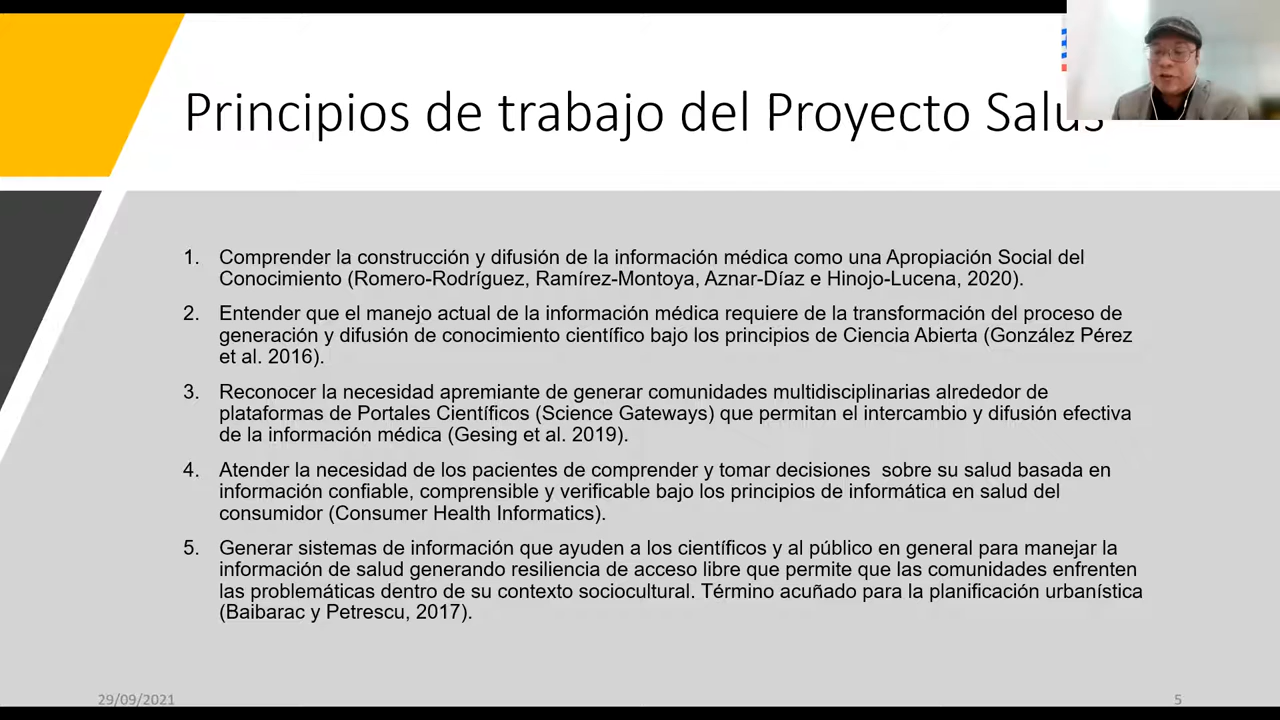 Principios de trabajo del Proyecto Salus
1. Comprender la construcción y difusión de la información médica como una Apropiación Social del
Conocimiento (Romero-Rodríguez, Ramírez-Montoya, Aznar-Díaz e Hinojo-Lucena, 2020).
2. Entender que el manejo actual de la información médica requiere de la transformación del proceso de
generación y difusión de conocimiento científico bajo los principios de Ciencia Abierta (González Pérez
et al. 2016).
3. Reconocer la necesidad apremiante de generar comunidades multidisciplinarias alrededor de
plataformas de Portales Científicos (Science Gateways) que permitan el intercambio y difusión efectiva
de la información médica (Gesing et al. 2019).
4. Atender la necesidad de los pacientes de comprender y tomar decisiones  sobre su salud basada en
información confiable, comprensible y verificable bajo los principios de informática en salud del
consumidor (Consumer Health Informatics).
5. Generar sistemas de información que ayuden a los científicos y al público en general para manejar la
información de salud generando resiliencia de acceso libre que permite que las comunidades enfrenten
las problemáticas dentro de su contexto sociocultural. Término acuñado para la planificación urbanística
(Baibarac y Petrescu, 2017).
29/09/2021
5